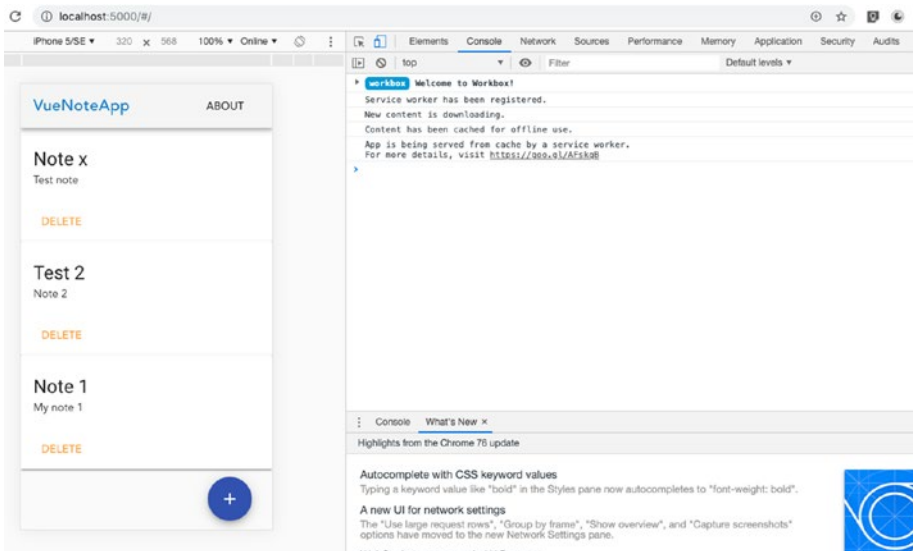 localhost:5000/#/
iPhone 5/SE ▼ 320 x 568 100% ▼ Online ▼
Elements Console Network Sources Performance Memory Application Security Audits
top ▼ Filter Default levels ▼
VueNoteApp ABOUT
Note x
Test note
DELETE
Test 2
Note 2
DELETE
Note 1
My note 1
DELETE
+
workbox Welcome to Workbox!
Service worker has been registered.
New content is downloading.
Content has been cached for offline use.
App is being served from cache by a service worker.
For more details, visit https://goo.gl/AFskqB
Console What's New ×
Highlights from the Chrome 76 update
Autocomplete with CSS keyword values
Typing a keyword value like "bold" in the Styles pane now autocompletes to "font-weight: bold".
A new UI for network settings
The "Use large request rows", "Group by frame", "Show overview", and "Capture screenshots"
options have moved to the new Network Settings pane.